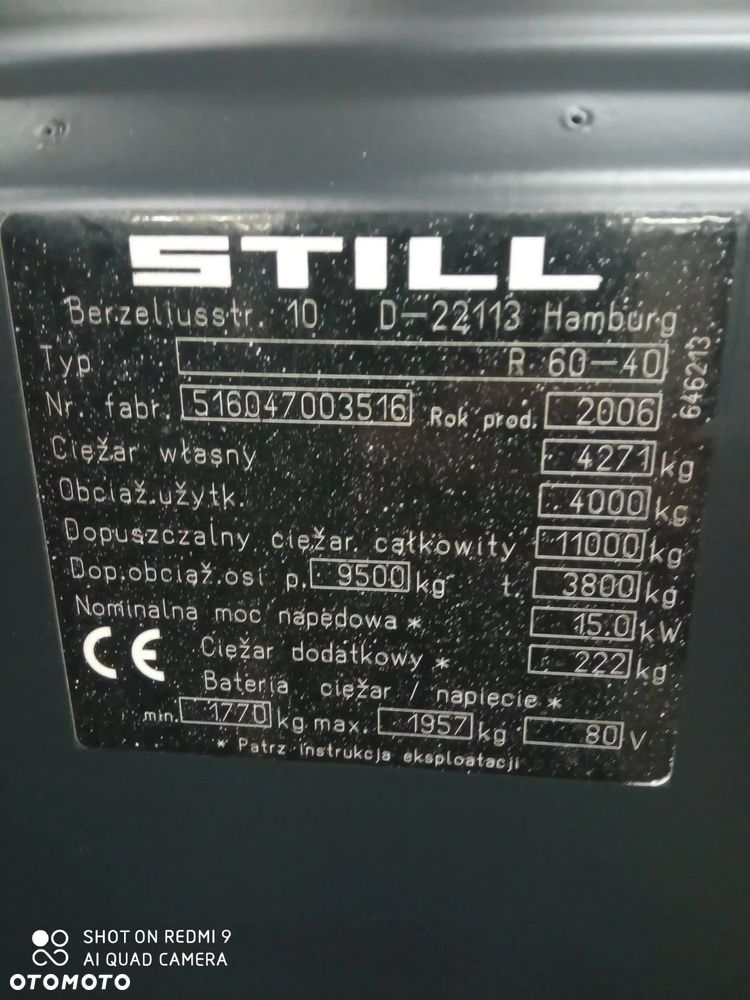 STILL
Berzeliusstr. 10 D-22113 Hamburg
Typ R 60-40
646213
Nr. fabr. 516047003516 Rok prod. 2006
Ciężar własny 4271 kg
Obciąż.użytk. 4000 kg
Dopuszczalny ciężar całkowity 11000 kg
Dop.obciąż.osi p. 9500 kg t. 3800 kg
Nominalna moc napędowa * 15.0 kW
CE
Ciężar dodatkowy * 222 kg
Bateria ciężar / napięcie *
min. 1770 kg max. 1957 kg 80 V
* Patrz instrukcja eksploatacji
SHOT ON REDMI 9
AI QUAD CAMERA
OTOMOTO